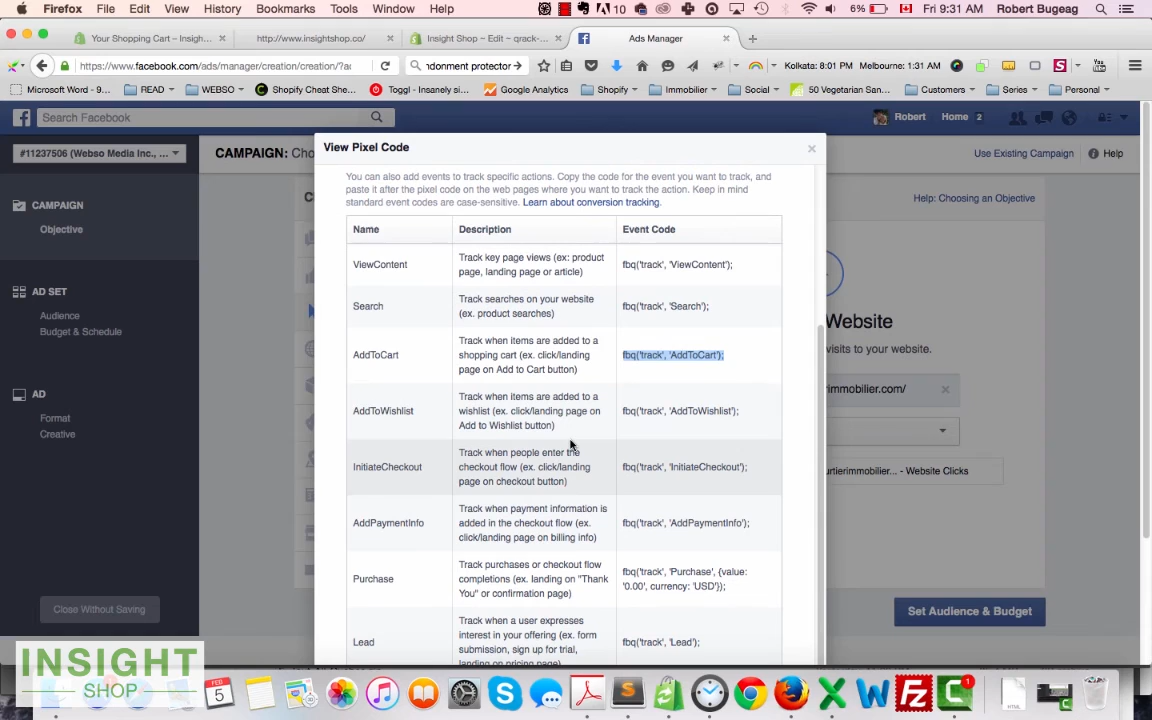 Firefox File Edit View History Bookmarks Tools Window Help 10 6% Fri 9:31 AM Robert Bugeag
Your Shopping Cart – Insigh... × http://www.insightshop.co/ × Insight Shop ~ Edit ~ qrack-... × Ads Manager × +
https://www.facebook.com/ads/manager/creation/creation/?ac ndonment protector Kolkata: 8:01 PM Melbourne: 1:31 AM
Microsoft Word - 9... READ WEBSO Shopify Cheat She... Toggl - Insanely si... Google Analytics Shopify Immobilier Social 50 Vegetarian San... Customers Series Personal
Search Facebook Robert Home 2
#11237506 (Webso Media Inc., ... CAMPAIGN: Cho View Pixel Code × Use Existing Campaign Help
CAMPAIGN
Objective
AD SET
Audience
Budget & Schedule
AD
Format
Creative
Close Without Saving
You can also add events to track specific actions. Copy the code for the event you want to track, and
paste it after the pixel code on the web pages where you want to track the action. Keep in mind
standard event codes are case-sensitive. Learn about conversion tracking.
Name Description Event Code
ViewContent Track key page views (ex: product fbq('track', 'ViewContent');
page, landing page or article)
Search Track searches on your website fbq('track', 'Search');
(ex. product searches)
AddToCart Track when items are added to a fbq('track', 'AddToCart');
shopping cart (ex. click/landing
page on Add to Cart button)
AddToWishlist Track when items are added to a fbq('track', 'AddToWishlist');
wishlist (ex. click/landing page on
Add to Wishlist button)
InitiateCheckout Track when people enter the fbq('track', 'InitiateCheckout');
checkout flow (ex. click/landing
page on checkout button)
AddPaymentInfo Track when payment information is fbq('track', 'AddPaymentInfo');
added in the checkout flow (ex.
click/landing page on billing info)
Purchase Track purchases or checkout flow fbq('track', 'Purchase', {value:
completions (ex. landing on "Thank '0.00', currency: 'USD'});
You" or confirmation page)
Lead Track when a user expresses fbq('track', 'Lead');
interest in your offering (ex. form
submission, sign up for trial,
landing on pricing page)
Help: Choosing an Objective
Website
visits to your website.
rimmobilier.com/ ×
urtierimmobilier... - Website Clicks
Set Audience & Budget
INSIGHT
SHOP
FEB
5
1
HTML